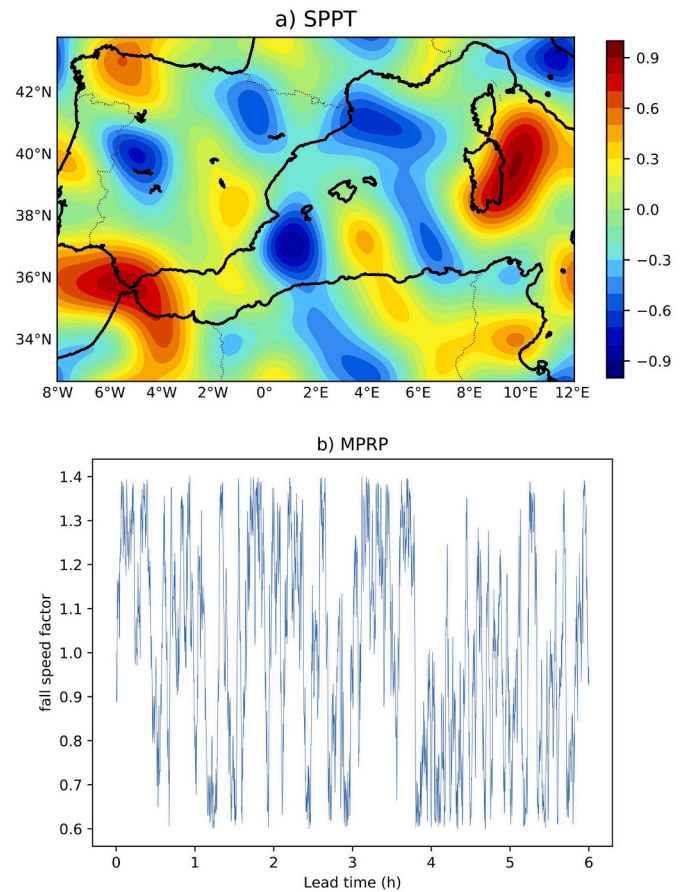 a) SPPT
42°N
40°N
38°N
36°N
34°N
8°W 6°W 4°W 2°W 0° 2°E 4°E 6°E 8°E 10°E 12°E
0.9
0.6
0.3
0.0
−0.3
−0.6
−0.9
b) MPRP
fall speed factor
1.4
1.3
1.2
1.1
1.0
0.9
0.8
0.7
0.6
0 1 2 3 4 5 6
Lead time (h)